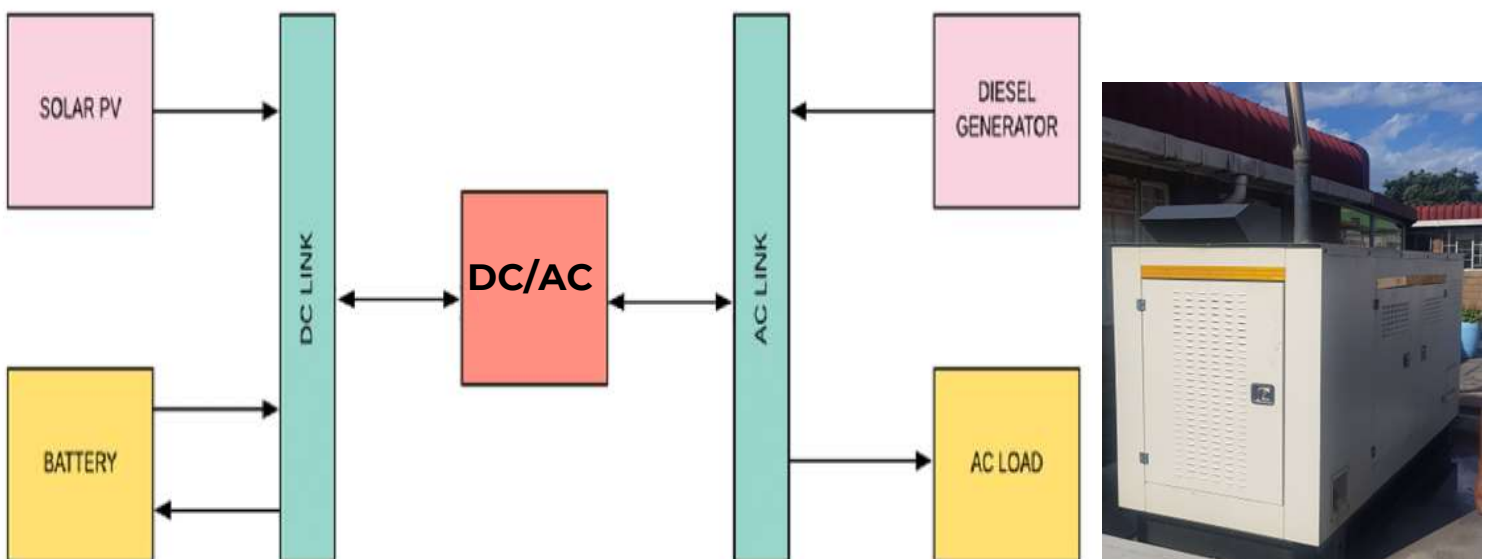 SOLAR PV
BATTERY
DC LINK
DC/AC
AC LINK
DIESEL
GENERATOR
AC LOAD